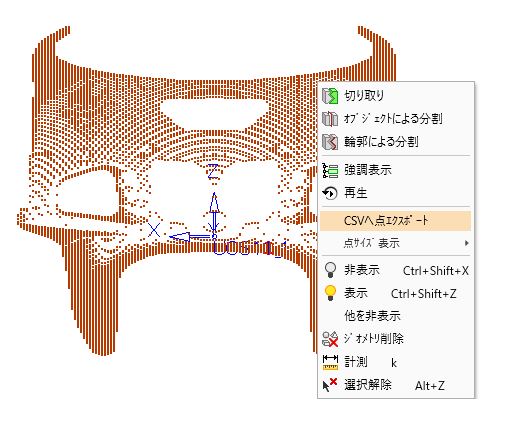 切り取り
ｵﾌﾞｼﾞｪｸﾄによる分割
輪郭による分割
強調表示
再生
CSVへ点ｴｸｽﾎﾟｰﾄ
点ｻｲｽﾞ 表示
非表示 Ctrl+Shift+X
表示 Ctrl+Shift+Z
他を非表示
ｼﾞｵﾒﾄﾘ削除
計測 k
選択解除 Alt+Z
Z
X